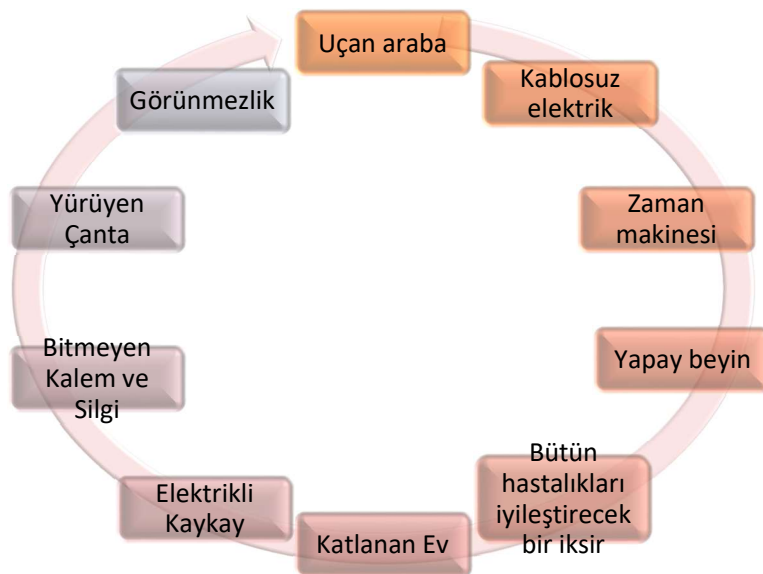 Uçan araba
Kablosuz
elektrik
Zaman
makinesi
Yapay beyin
Bütün
hastalıkları
iyileştirecek
bir iksir
Katlanan Ev
Elektrikli
Kaykay
Bitmeyen
Kalem ve
Silgi
Yürüyen
Çanta
Görünmezlik